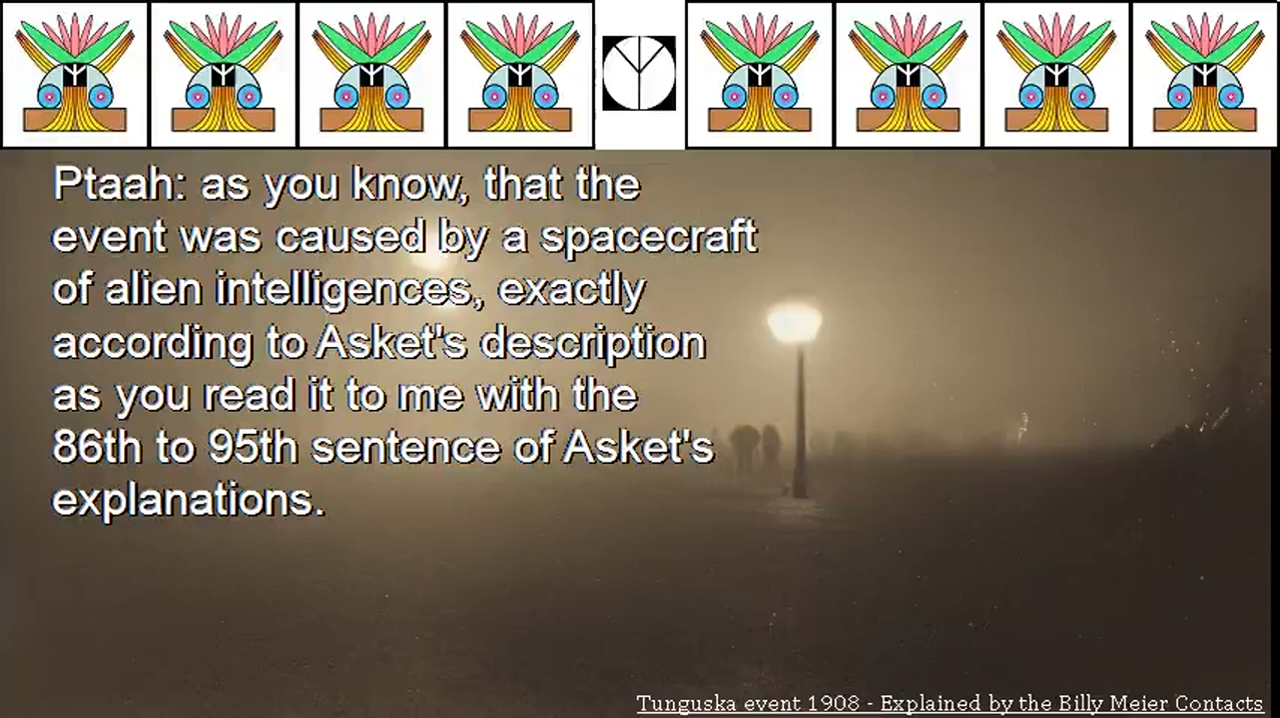 Ptaah: as you know, that the
event was caused by a spacecraft
of alien intelligences, exactly
according to Asket's description
as you read it to me with the
86th to 95th sentence of Asket's
explanations.
Tunguska event 1908 - Explained by the Billy Meier Contacts